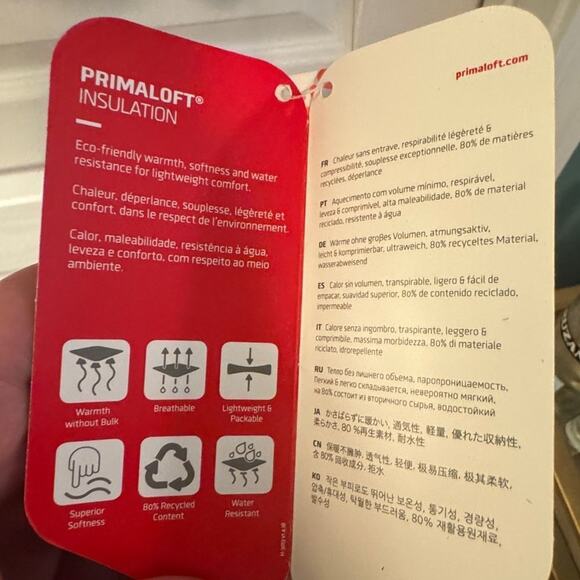 PRIMALOFT®
INSULATION
Eco-friendly warmth, softness and water
resistance for lightweight comfort.
Chaleur, déperlance, souplesse, légèreté et
confort, dans le respect de l'environnement.
Calor, maleabilidade, resistência à água,
leveza e conforto, com respeito ao meio
ambiente.
Warmth
without Bulk
Breathable
Lightweight &
Packable
Superior
Softness
80% Recycled
Content
Water
Resistant
primaloft.com
FR Chaleur sans entrave, respirabilité légèreté &
compressibilité, souplesse exceptionnelle, 80% de matières
recyclées, déperlance
PT Aquecimento com volume mínimo, respirável,
leveza & comprimível, alta maleabilidade, 80% de material
reciclado, resistente à água
DE Wärme ohne großes Volumen, atmungsaktiv,
leicht & komprimierbar, ultraweich, 80% recyceltes Material,
wasserabweisend
ES Calor sin volumen, transpirable, ligero & fácil de
empacar, suavidad superior, 80% de contenido reciclado,
impermeable
IT Calore senza ingombro, traspirante, leggero &
comprimibile, massima morbidezza, 80% di materiale
riciclato, idrorepellente
RU Тепло без лишнего объема, паропроницаемость,
Легкий & легко складывается, невероятно мягкий,
на 80% состоит из вторичного сырья, водостойкий
JA かさばらずに暖かい, 通気性, 軽量, 優れた収納性,
柔らかさ, 80 %再生素材, 耐水性
CN 保暖不臃肿, 透气性, 轻便, 极易压缩, 极其柔软,
含 80% 回收成分, 拒水
KO 작은 부피로도 뛰어난 보온성, 통기성, 경량성,
압축/휴대성, 탁월한 부드러움, 80% 재활용원재료,
발수성